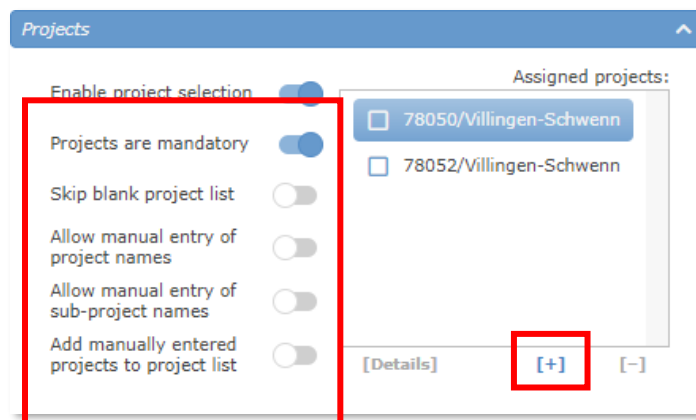 Projects
Enable project selection
Projects are mandatory
Skip blank project list
Allow manual entry of
project names
Allow manual entry of
sub-project names
Add manually entered
projects to project list
Assigned projects:
78050/Villingen-Schwenn
78052/Villingen-Schwenn
[Details] [+] [−]